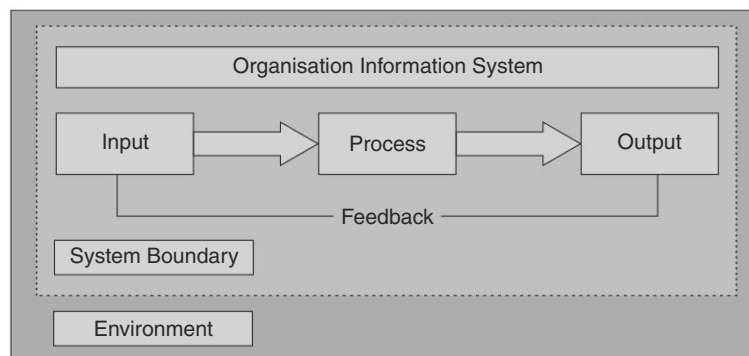 Organisation Information System
Input
Process
Output
Feedback
System Boundary
Environment